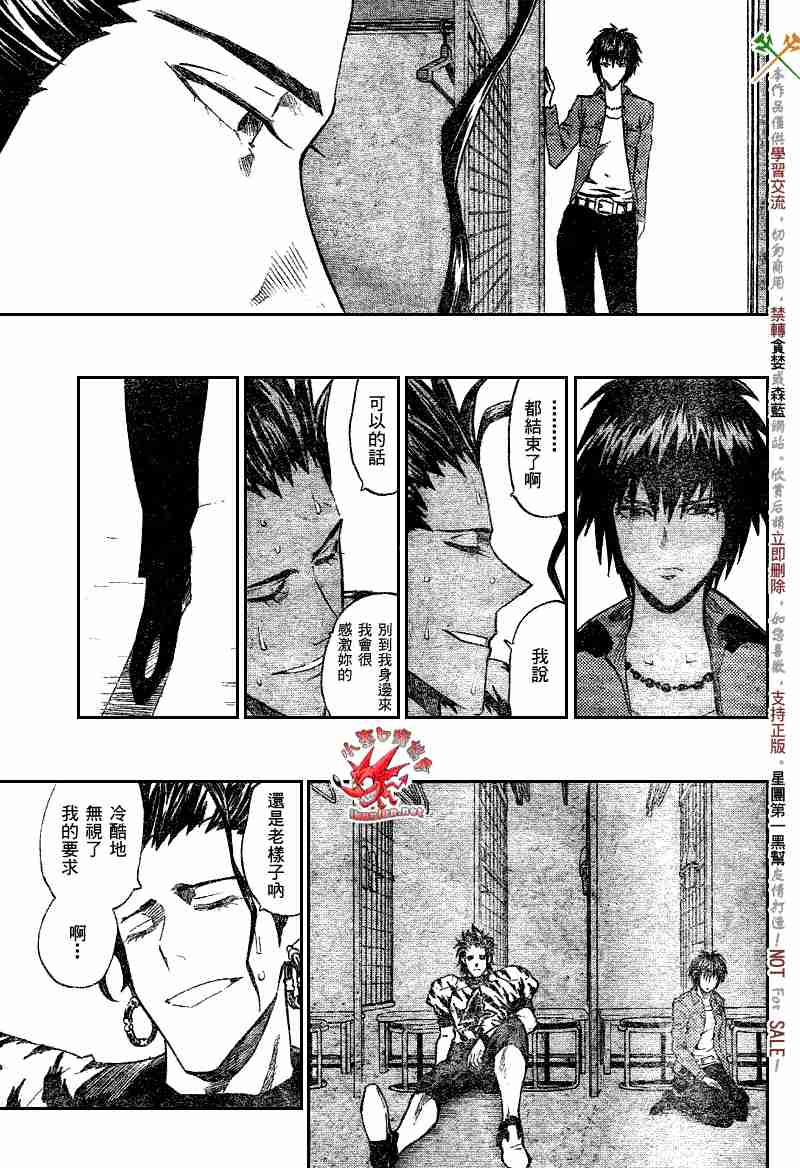 ………
都結束了啊
我說
可以的話
別到我身邊來
我會很
感激妳的
還是老樣子吶
冷酷地
無視了
我的要求
啊…
本作品僅供學習交流，切勿商用，禁轉貪婪或森藍網站。欣賞后請立即刪除，如您喜歡，支持正版。星團第一黑幫友情打造！NOT For SALE！